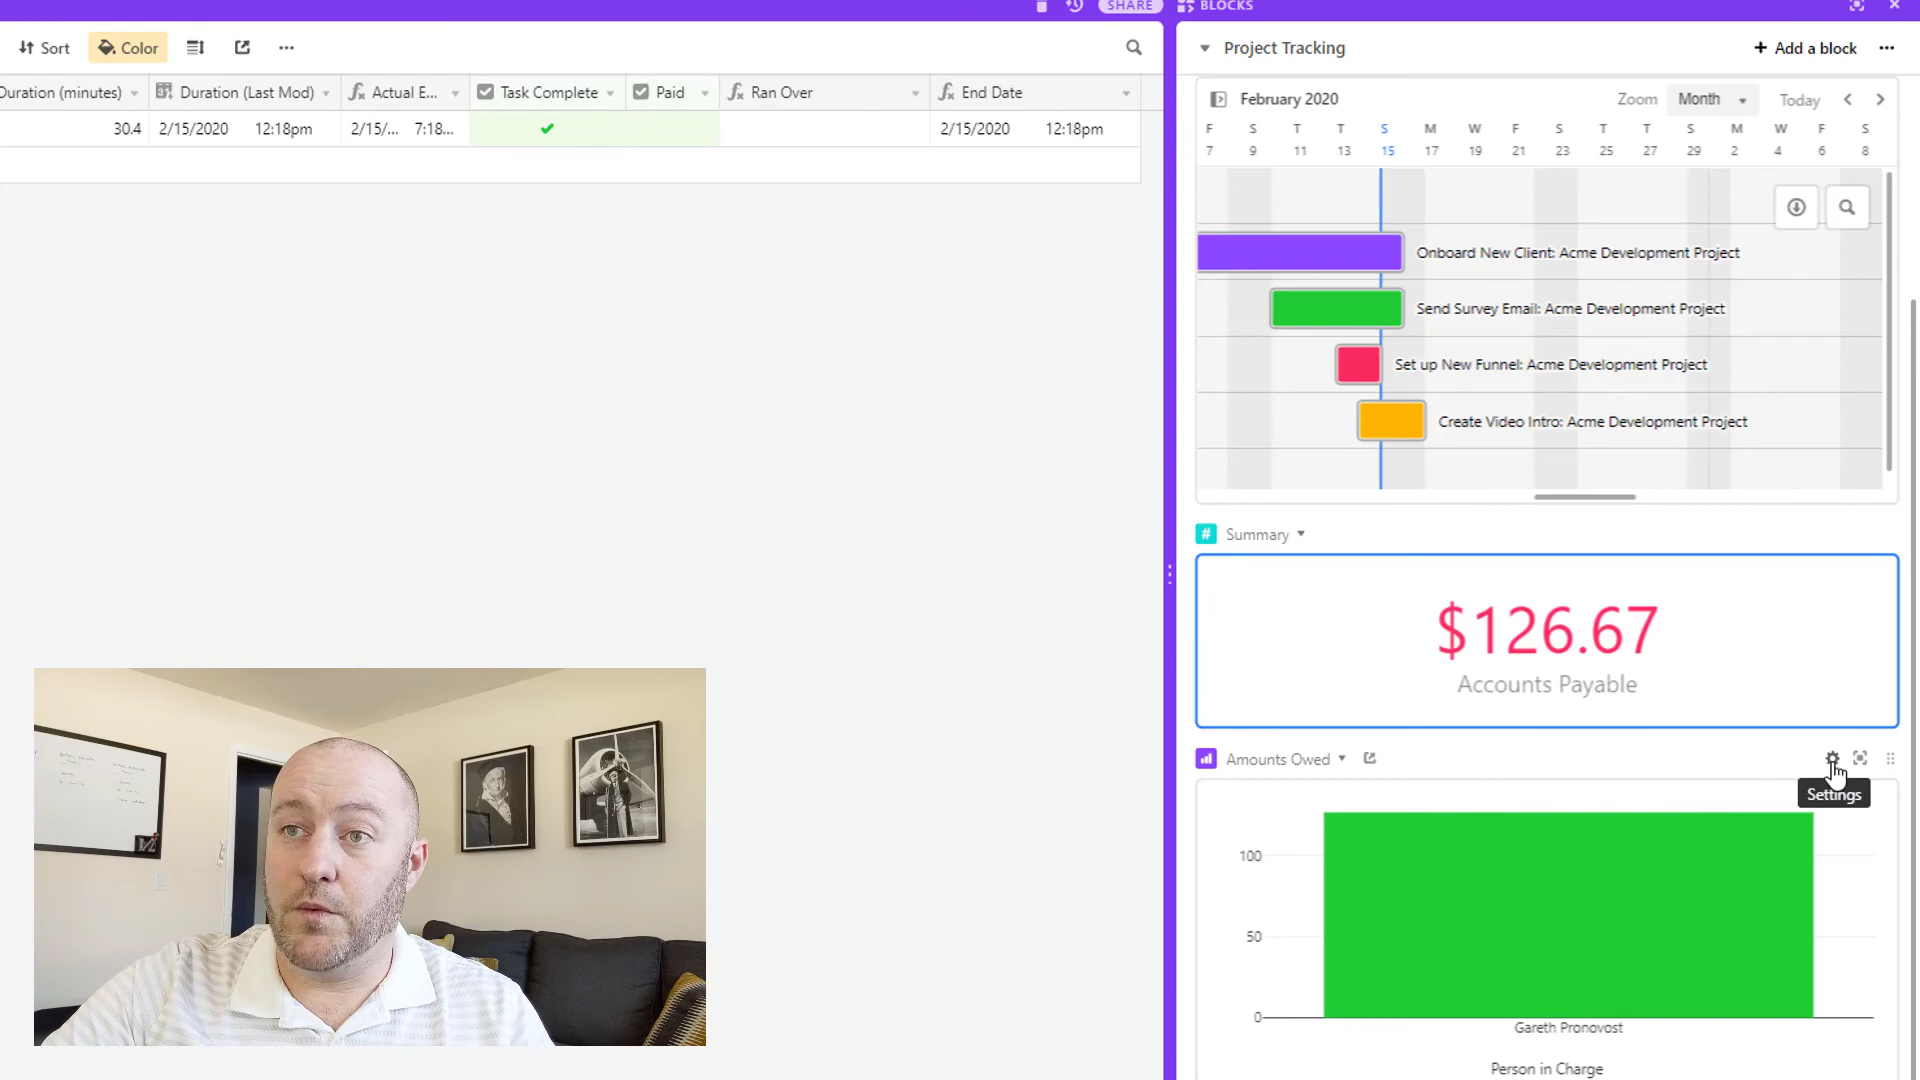 SHARE
BLOCKS
Sort
Color
Project Tracking
Add a block
Duration (minutes)
Duration (Last Mod)
Actual E...
Task Complete
Paid
Ran Over
End Date
30.4
2/15/2020 12:18pm
2/15/... 7:18...
2/15/2020 12:18pm
February 2020
Zoom
Month
Today
F S T T S M W F S T T S M W F S
7 9 11 13 15 17 19 21 23 25 27 29 2 4 6 8
Onboard New Client: Acme Development Project
Send Survey Email: Acme Development Project
Set up New Funnel: Acme Development Project
Create Video Intro: Acme Development Project
# Summary
$126.67
Accounts Payable
Amounts Owed
Settings
100
50
0
Gareth Pronovost
Person in Charge